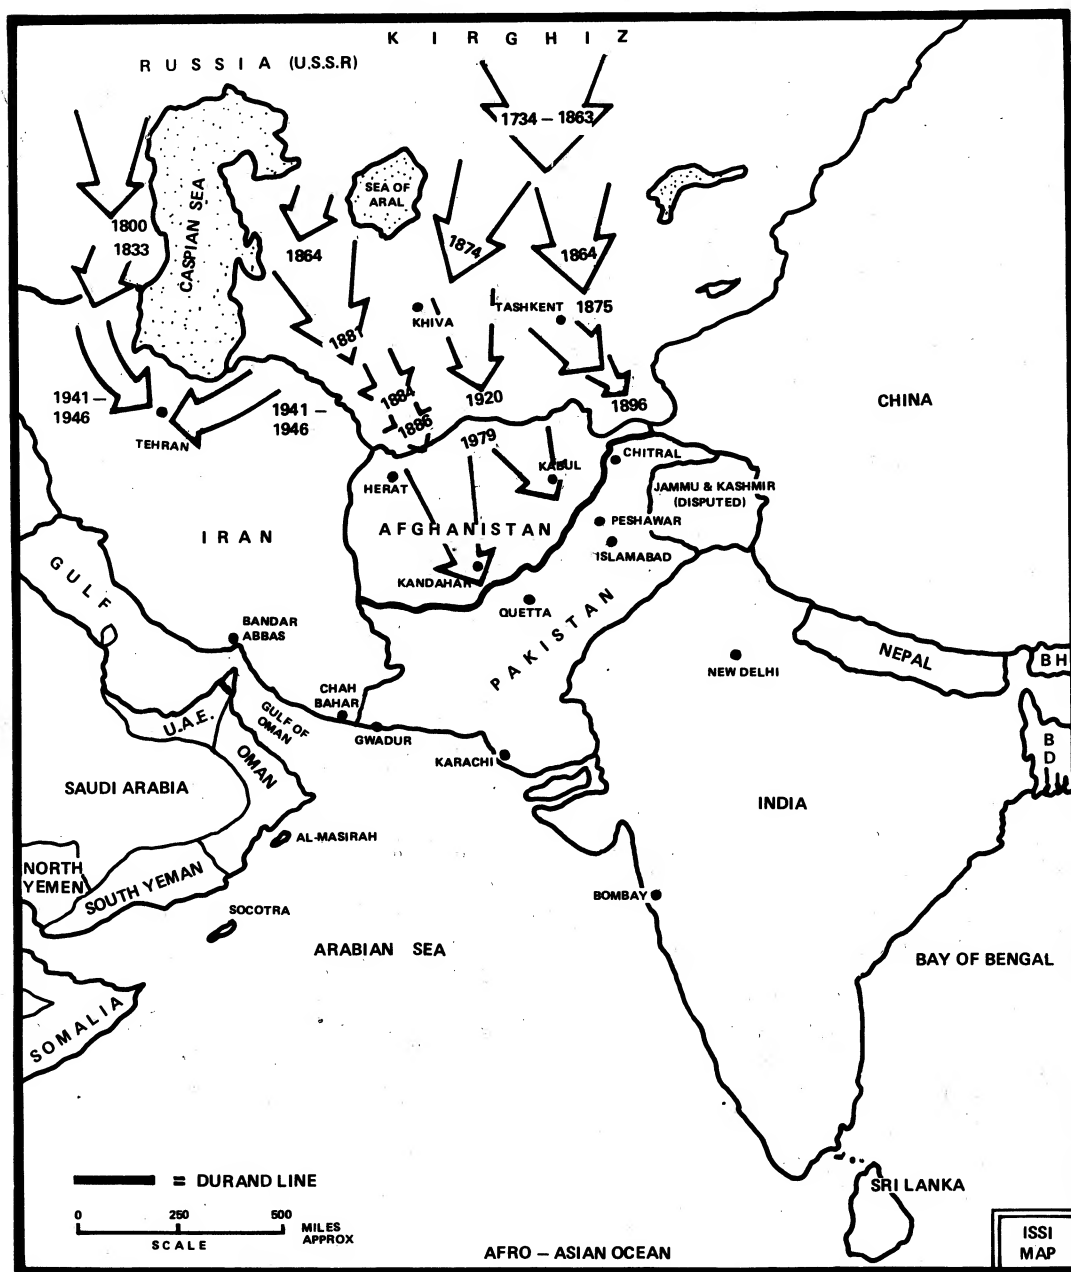 K I R G H I Z
R U S S I A (U.S.S.R)
1734 – 1863
SEA OF
ARAL
CASPIAN SEA
1800
1833
1864
1874
1864
TASHKENT
1875
KHIVA
1881
1941 –
1946
1941 –
1946
TEHRAN
1884
1886
1920
1979
1896
CHINA
KABUL
CHITRAL
HERAT
JAMMU & KASHMIR
(DISPUTED)
AFGHANISTAN
PESHAWAR
ISLAMABAD
I R A N
KANDAHAR
QUETTA
G U L F
BANDAR
ABBAS
P A K I S T A N
NEPAL
B H
NEW DELHI
CHAH
BAHAR
GULF OF
OMAN
U.A.E.
GWADUR
OMAN
KARACHI
B
D
SAUDI ARABIA
INDIA
AL-MASIRAH
NORTH
YEMEN
SOUTH YEMAN
BOMBAY
SOCOTRA
ARABIAN SEA
BAY OF BENGAL
SOMALIA
= DURAND LINE
0 250 500 MILES
APPROX
SCALE
SRI LANKA
AFRO – ASIAN OCEAN
ISSI
MAP